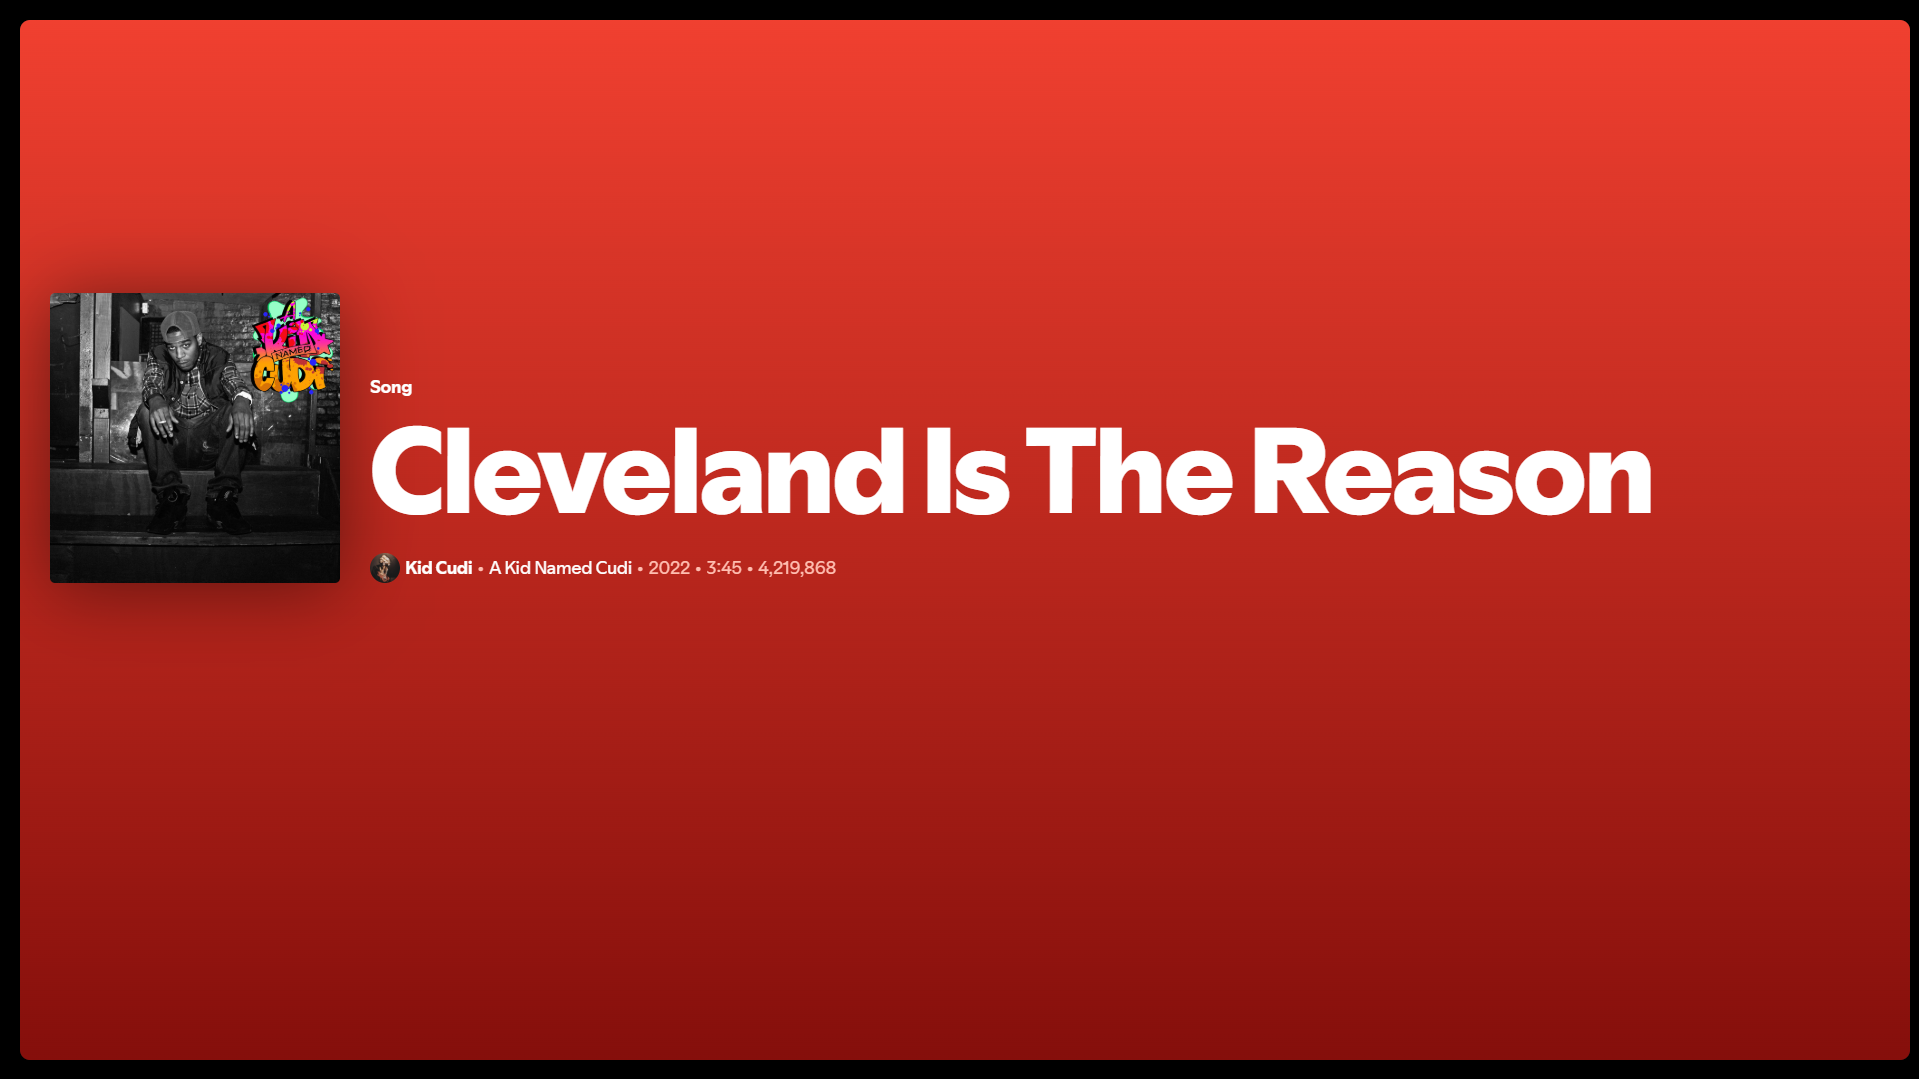 A
KID
NAMED
CUDI
Song
Cleveland Is The Reason
Kid Cudi • A Kid Named Cudi • 2022 • 3:45 • 4,219,868